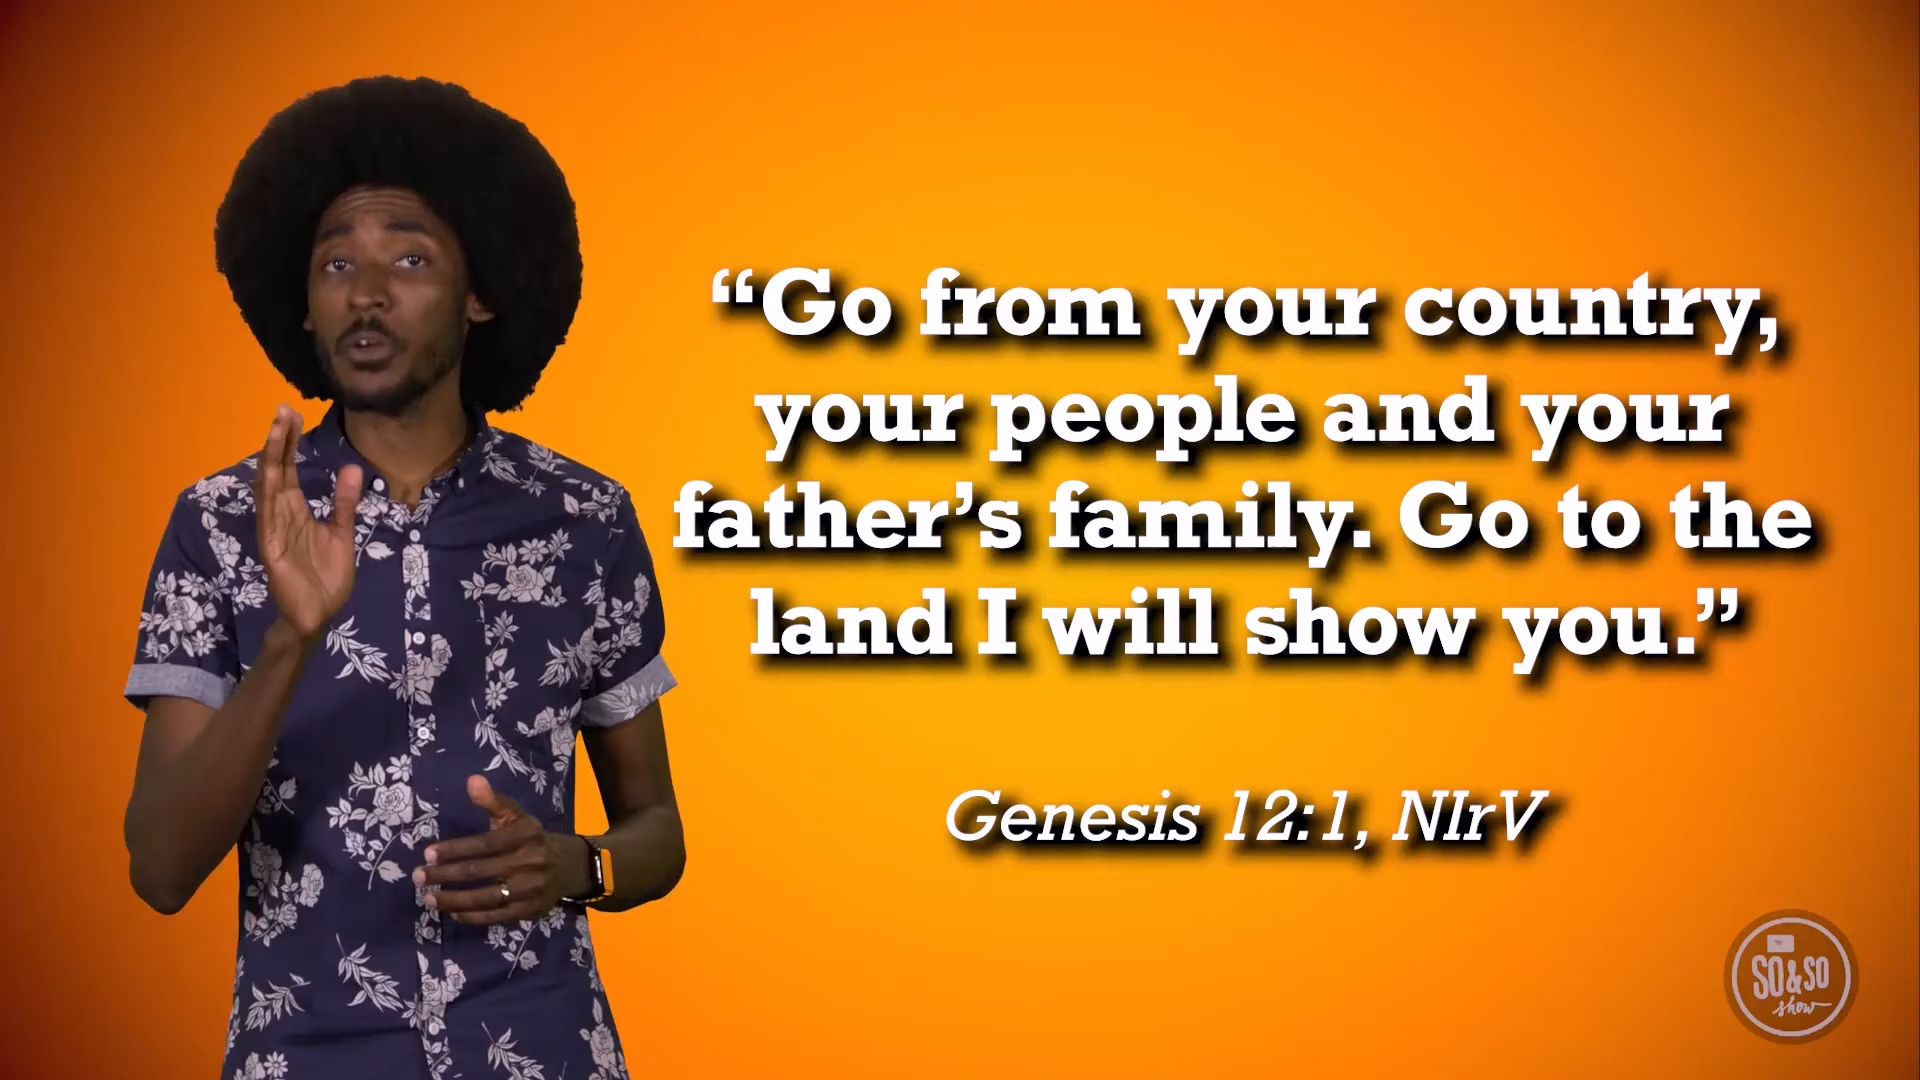 “Go from your country,
your people and your
father’s family. Go to the
land I will show you.”
Genesis 12:1, NIrV
SO & SO
show